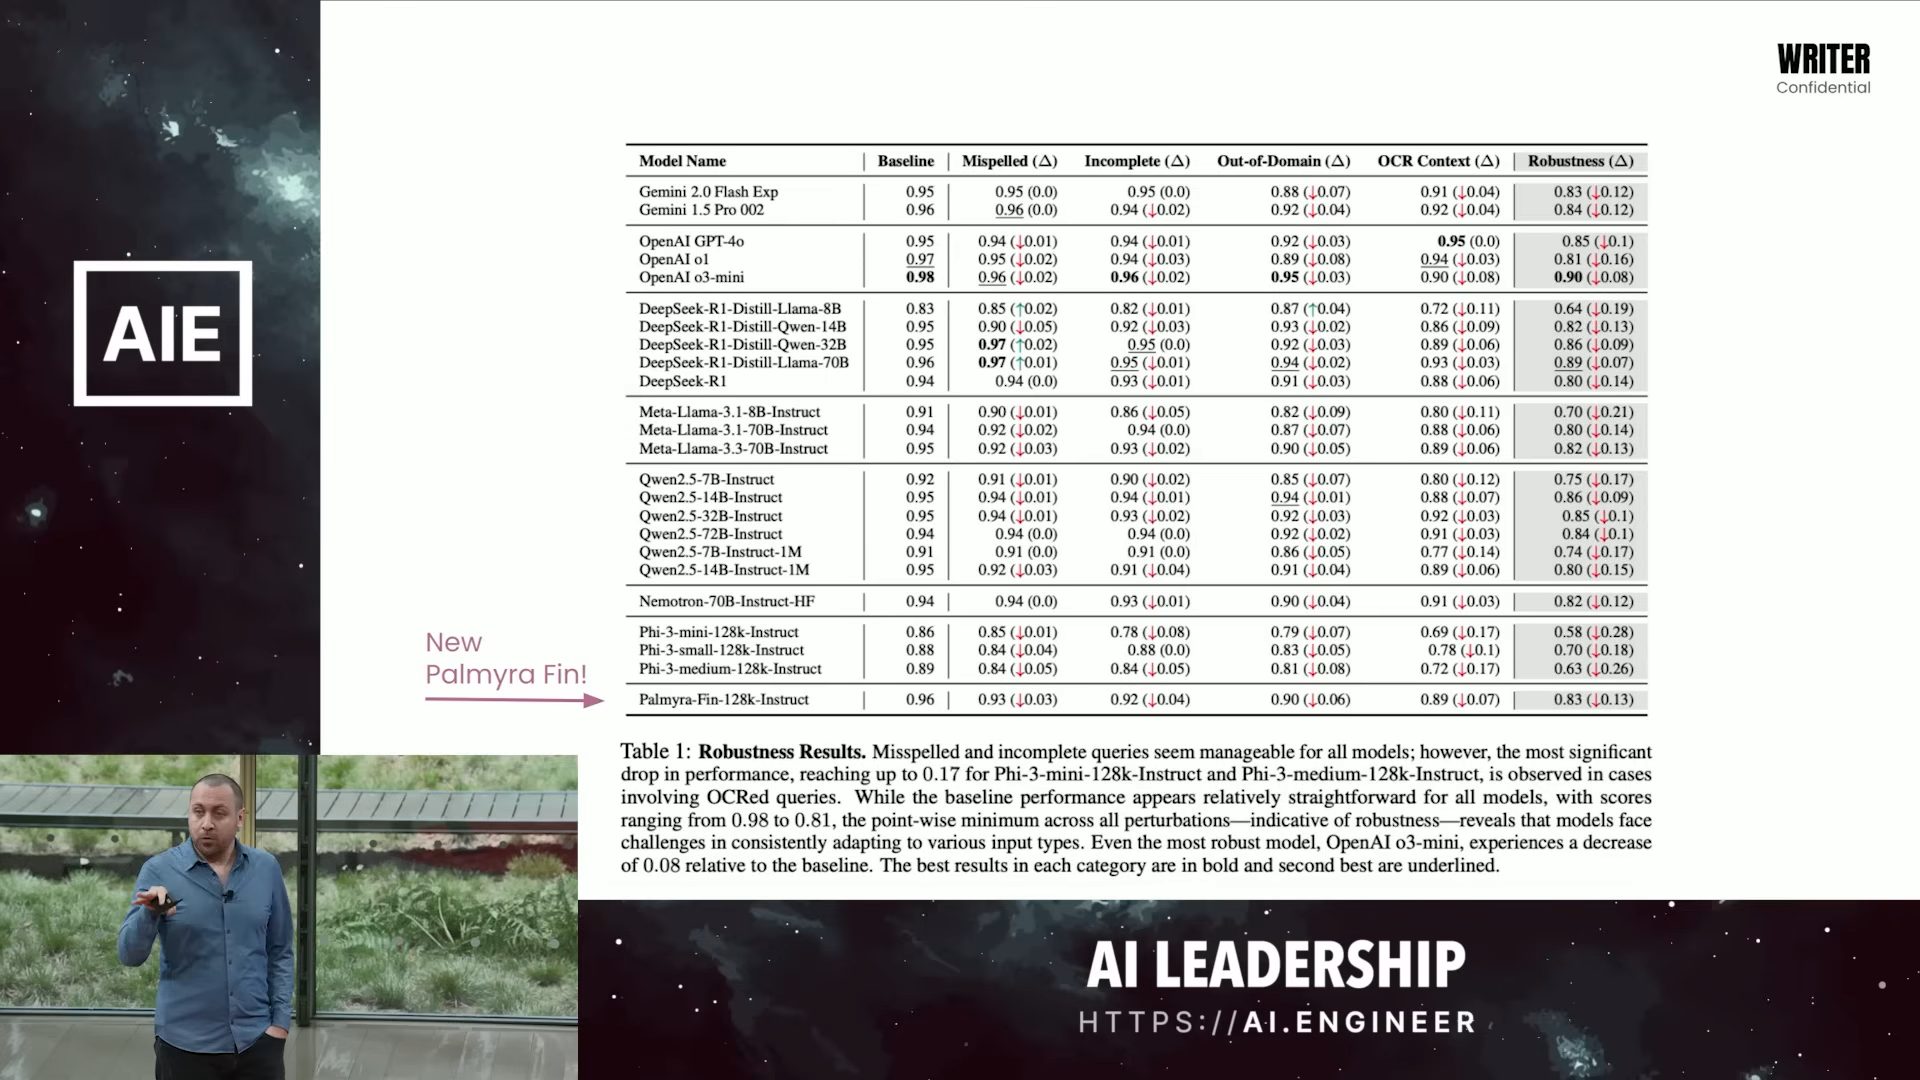 WRITER
Confidential
AIE
Model Name Baseline Mispelled (△) Incomplete (△) Out-of-Domain (△) OCR Context (△) Robustness (△)
Gemini 2.0 Flash Exp 0.95 0.95 (0.0) 0.95 (0.0) 0.88 (↓0.07) 0.91 (↓0.04) 0.83 (↓0.12)
Gemini 1.5 Pro 002 0.96 0.96 (0.0) 0.94 (↓0.02) 0.92 (↓0.04) 0.92 (↓0.04) 0.84 (↓0.12)
OpenAI GPT-4o 0.95 0.94 (↓0.01) 0.94 (↓0.01) 0.92 (↓0.03) 0.95 (0.0) 0.85 (↓0.1)
OpenAI o1 0.97 0.95 (↓0.02) 0.94 (↓0.03) 0.89 (↓0.08) 0.94 (↓0.03) 0.81 (↓0.16)
OpenAI o3-mini 0.98 0.96 (↓0.02) 0.96 (↓0.02) 0.95 (↓0.03) 0.90 (↓0.08) 0.90 (↓0.08)
DeepSeek-R1-Distill-Llama-8B 0.83 0.85 (↑0.02) 0.82 (↓0.01) 0.87 (↑0.04) 0.72 (↓0.11) 0.64 (↓0.19)
DeepSeek-R1-Distill-Qwen-14B 0.95 0.90 (↓0.05) 0.92 (↓0.03) 0.93 (↓0.02) 0.86 (↓0.09) 0.82 (↓0.13)
DeepSeek-R1-Distill-Qwen-32B 0.95 0.97 (↑0.02) 0.95 (0.0) 0.92 (↓0.03) 0.89 (↓0.06) 0.86 (↓0.09)
DeepSeek-R1-Distill-Llama-70B 0.96 0.97 (↑0.01) 0.95 (↓0.01) 0.94 (↓0.02) 0.93 (↓0.03) 0.89 (↓0.07)
DeepSeek-R1 0.94 0.94 (0.0) 0.93 (↓0.01) 0.91 (↓0.03) 0.88 (↓0.06) 0.80 (↓0.14)
Meta-Llama-3.1-8B-Instruct 0.91 0.90 (↓0.01) 0.86 (↓0.05) 0.82 (↓0.09) 0.80 (↓0.11) 0.70 (↓0.21)
Meta-Llama-3.1-70B-Instruct 0.94 0.92 (↓0.02) 0.94 (0.0) 0.87 (↓0.07) 0.88 (↓0.06) 0.80 (↓0.14)
Meta-Llama-3.3-70B-Instruct 0.95 0.92 (↓0.03) 0.93 (↓0.02) 0.90 (↓0.05) 0.89 (↓0.06) 0.82 (↓0.13)
Qwen2.5-7B-Instruct 0.92 0.91 (↓0.01) 0.90 (↓0.02) 0.85 (↓0.07) 0.80 (↓0.12) 0.75 (↓0.17)
Qwen2.5-14B-Instruct 0.95 0.94 (↓0.01) 0.94 (↓0.01) 0.94 (↓0.01) 0.88 (↓0.07) 0.86 (↓0.09)
Qwen2.5-32B-Instruct 0.95 0.94 (↓0.01) 0.93 (↓0.02) 0.92 (↓0.03) 0.92 (↓0.03) 0.85 (↓0.1)
Qwen2.5-72B-Instruct 0.94 0.94 (0.0) 0.94 (0.0) 0.92 (↓0.02) 0.91 (↓0.03) 0.84 (↓0.1)
Qwen2.5-7B-Instruct-1M 0.91 0.91 (0.0) 0.91 (0.0) 0.86 (↓0.05) 0.77 (↓0.14) 0.74 (↓0.17)
Qwen2.5-14B-Instruct-1M 0.95 0.92 (↓0.03) 0.91 (↓0.04) 0.91 (↓0.04) 0.89 (↓0.06) 0.80 (↓0.15)
Nemotron-70B-Instruct-HF 0.94 0.94 (0.0) 0.93 (↓0.01) 0.90 (↓0.04) 0.91 (↓0.03) 0.82 (↓0.12)
Phi-3-mini-128k-Instruct 0.86 0.85 (↓0.01) 0.78 (↓0.08) 0.79 (↓0.07) 0.69 (↓0.17) 0.58 (↓0.28)
Phi-3-small-128k-Instruct 0.88 0.84 (↓0.04) 0.88 (0.0) 0.83 (↓0.05) 0.78 (↓0.1) 0.70 (↓0.18)
Phi-3-medium-128k-Instruct 0.89 0.84 (↓0.05) 0.84 (↓0.05) 0.81 (↓0.08) 0.72 (↓0.17) 0.63 (↓0.26)
New
Palmyra Fin!
Palmyra-Fin-128k-Instruct 0.96 0.93 (↓0.03) 0.92 (↓0.04) 0.90 (↓0.06) 0.89 (↓0.07) 0.83 (↓0.13)
Table 1: Robustness Results. Misspelled and incomplete queries seem manageable for all models; however, the most significant
drop in performance, reaching up to 0.17 for Phi-3-mini-128k-Instruct and Phi-3-medium-128k-Instruct, is observed in cases
involving OCRed queries. While the baseline performance appears relatively straightforward for all models, with scores
ranging from 0.98 to 0.81, the point-wise minimum across all perturbations—indicative of robustness—reveals that models face
challenges in consistently adapting to various input types. Even the most robust model, OpenAI o3-mini, experiences a decrease
of 0.08 relative to the baseline. The best results in each category are in bold and second best are underlined.
AI LEADERSHIP
HTTPS://AI.ENGINEER